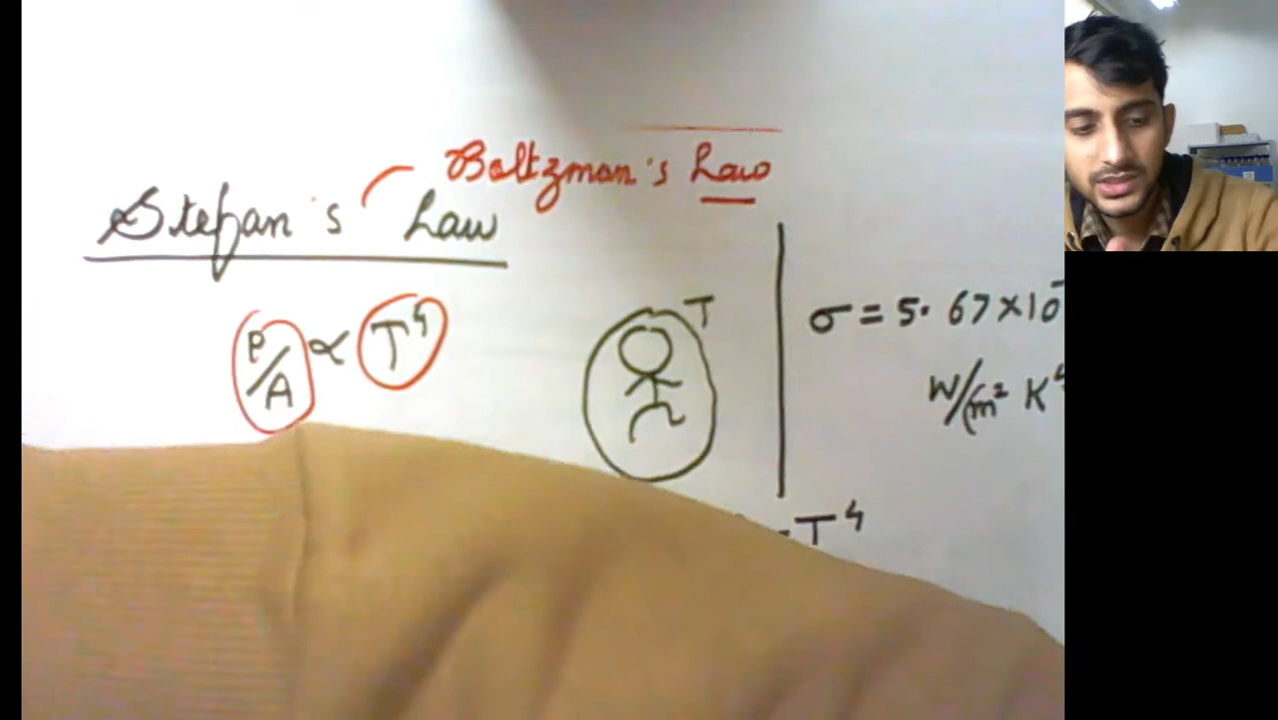 Boltzman's Law
Stefan's Law
P/A ∝ T⁴
T
σ = 5.67×10⁻
W/m² K⁴
T⁴